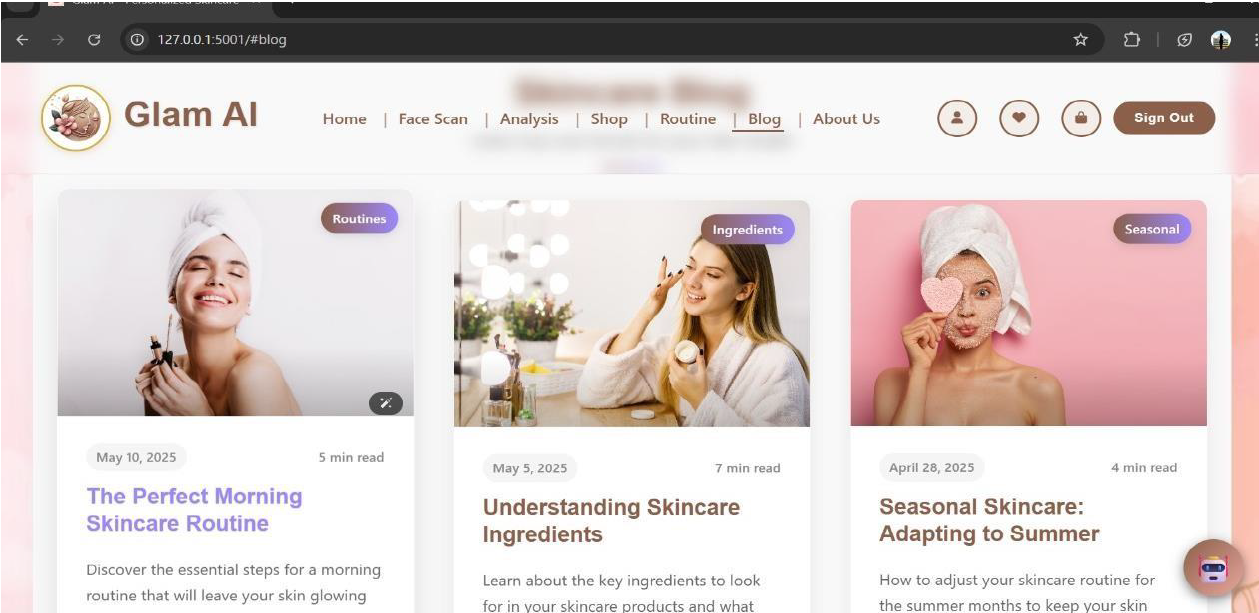 127.0.0.1:5001/#blog
Skincare Blog
Glam AI
Home | Face Scan | Analysis | Shop | Routine | Blog | About Us
Sign Out
Routines
Ingredients
Seasonal
May 10, 2025
5 min read
The Perfect Morning
Skincare Routine
Discover the essential steps for a morning
routine that will leave your skin glowing
May 5, 2025
7 min read
Understanding Skincare
Ingredients
Learn about the key ingredients to look
for in your skincare products and what
April 28, 2025
4 min read
Seasonal Skincare:
Adapting to Summer
How to adjust your skincare routine for
the summer months to keep your skin